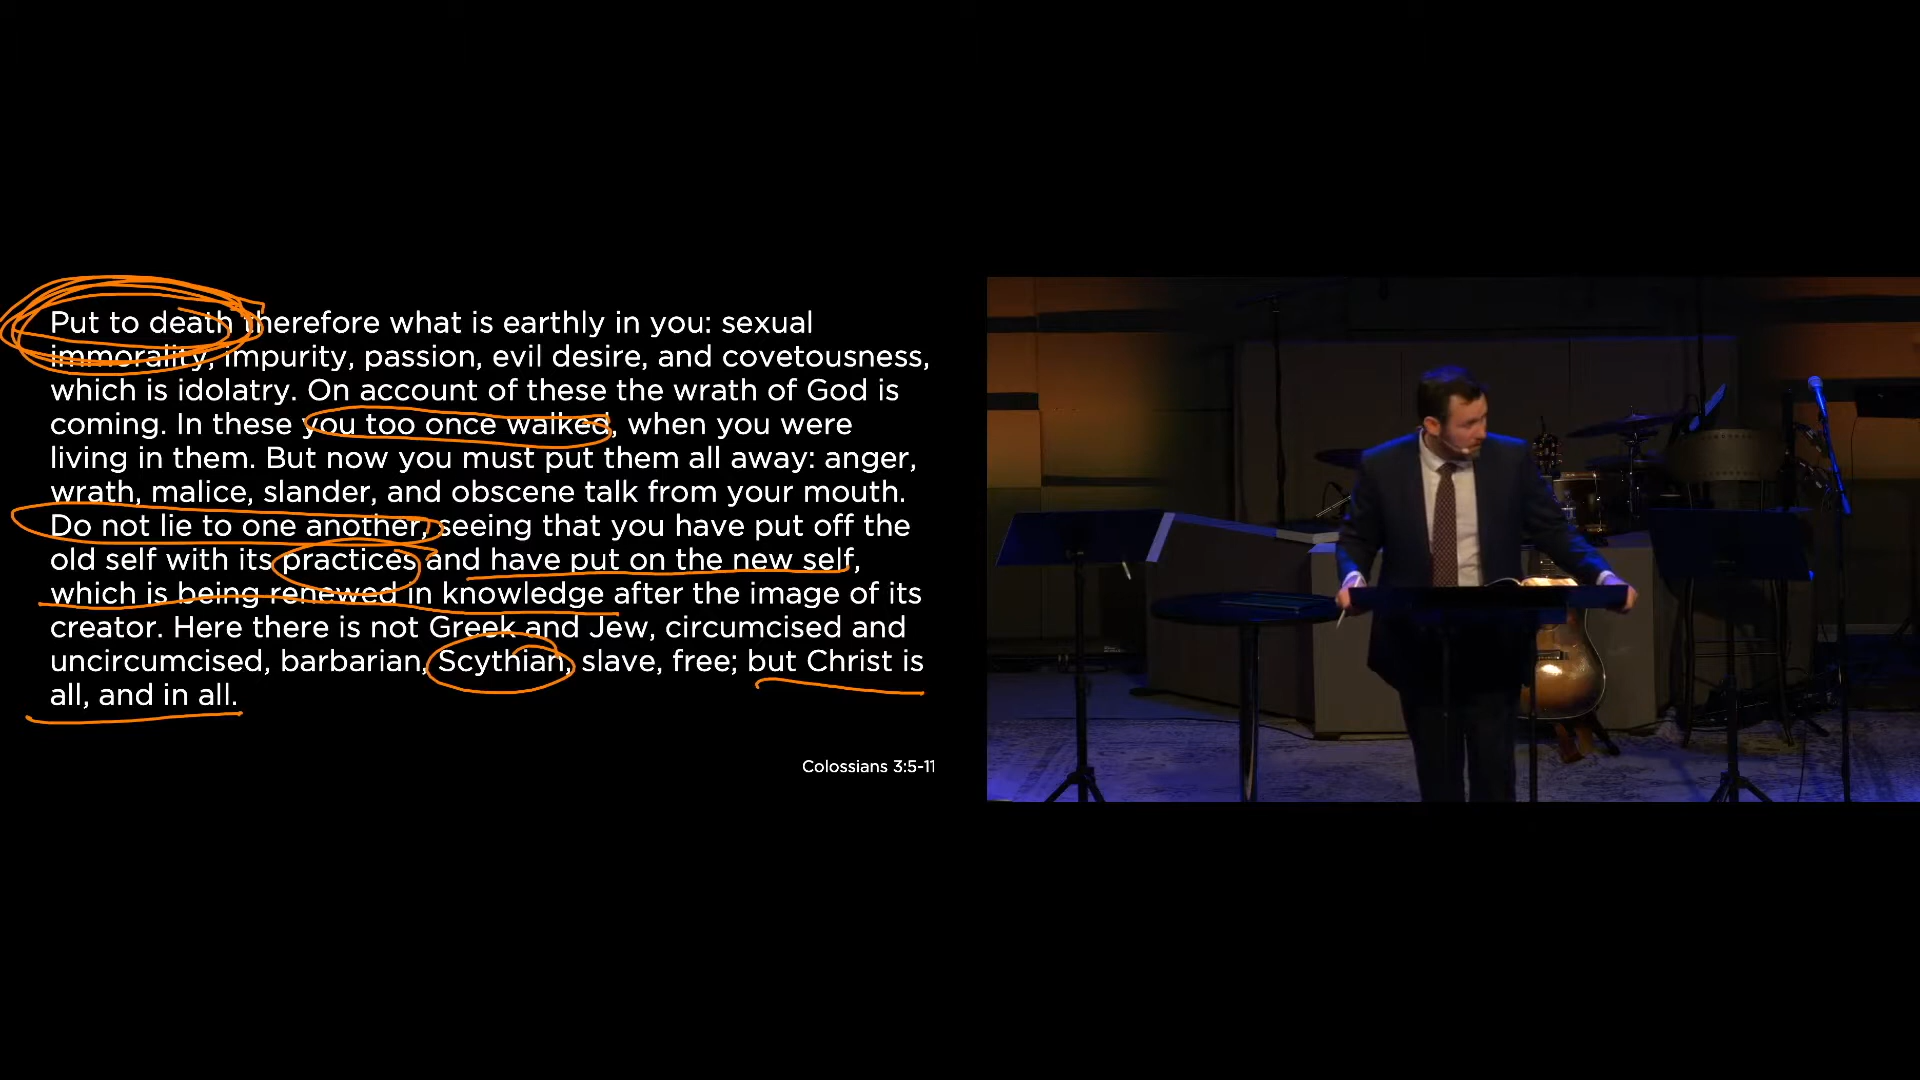 Put to death therefore what is earthly in you: sexual
immorality, impurity, passion, evil desire, and covetousness,
which is idolatry. On account of these the wrath of God is
coming. In these you too once walked, when you were
living in them. But now you must put them all away: anger,
wrath, malice, slander, and obscene talk from your mouth.
Do not lie to one another, seeing that you have put off the
old self with its practices and have put on the new self,
which is being renewed in knowledge after the image of its
creator. Here there is not Greek and Jew, circumcised and
uncircumcised, barbarian, Scythian, slave, free; but Christ is
all, and in all.
Colossians 3:5-11